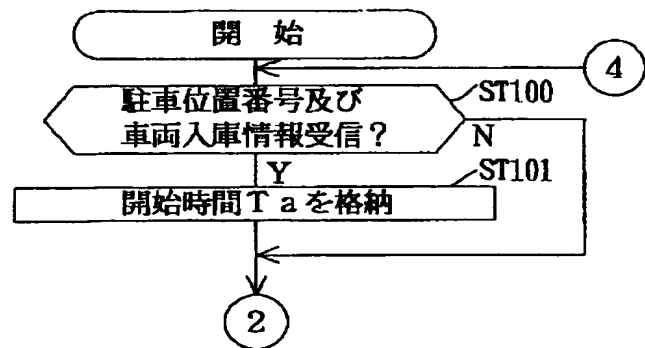 開 始
4
駐車位置番号及び
車両入庫情報受信？
ST100
N
Y
ST101
開始時間Ｔａを格納
2